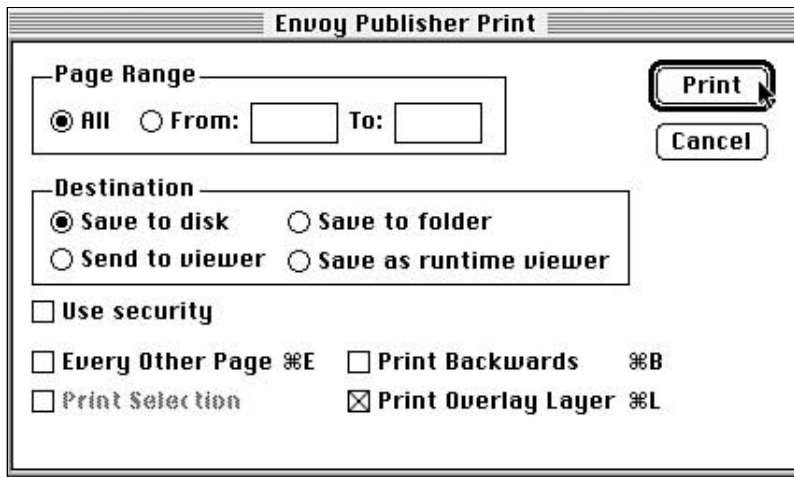 Envoy Publisher Print
Page Range
All From: To:
Print
Cancel
Destination
Save to disk Save to folder
Send to viewer Save as runtime viewer
Use security
Every Other Page ⌘E Print Backwards ⌘B
Print Selection Print Overlay Layer ⌘L